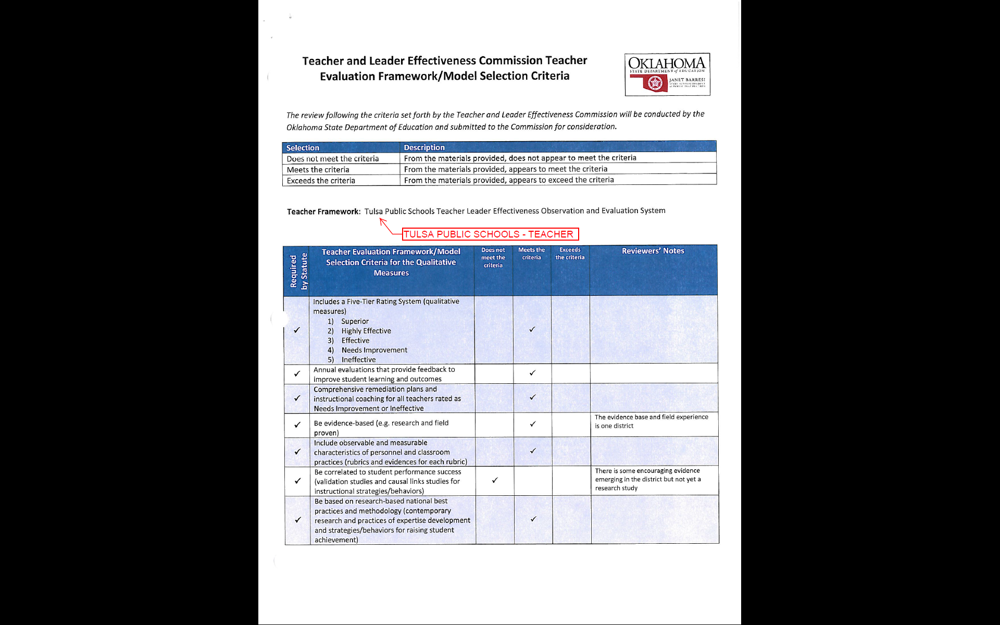 Teacher and Leader Effectiveness Commission Teacher
Evaluation Framework/Model Selection Criteria
OKLAHOMA
STATE DEPARTMENT of EDUCATION
JANET BARRESI
STATE SUPERINTENDENT
of PUBLIC INSTRUCTION
The review following the criteria set forth by the Teacher and Leader Effectiveness Commission will be conducted by the
Oklahoma State Department of Education and submitted to the Commission for consideration.
Selection Description
Does not meet the criteria From the materials provided, does not appear to meet the criteria
Meets the criteria From the materials provided, appears to meet the criteria
Exceeds the criteria From the materials provided, appears to exceed the criteria
Teacher Framework: Tulsa Public Schools Teacher Leader Effectiveness Observation and Evaluation System
TULSA PUBLIC SCHOOLS - TEACHER
Required
by Statute
Teacher Evaluation Framework/Model
Selection Criteria for the Qualitative
Measures
Does not
meet the
criteria
Meets the
criteria
Exceeds
the criteria
Reviewers' Notes
Includes a Five-Tier Rating System (qualitative
measures)
1) Superior
2) Highly Effective
3) Effective
4) Needs Improvement
5) Ineffective
✓ ✓
Annual evaluations that provide feedback to
improve student learning and outcomes
✓ ✓
Comprehensive remediation plans and
instructional coaching for all teachers rated as
Needs Improvement or Ineffective
✓ ✓
Be evidence-based (e.g. research and field
proven)
✓ ✓
The evidence base and field experience
is one district
Include observable and measurable
characteristics of personnel and classroom
practices (rubrics and evidences for each rubric)
✓ ✓
Be correlated to student performance success
(validation studies and causal links studies for
instructional strategies/behaviors)
✓ ✓
There is some encouraging evidence
emerging in the district but not yet a
research study
Be based on research-based national best
practices and methodology (contemporary
research and practices of expertise development
and strategies/behaviors for raising student
achievement)
✓ ✓